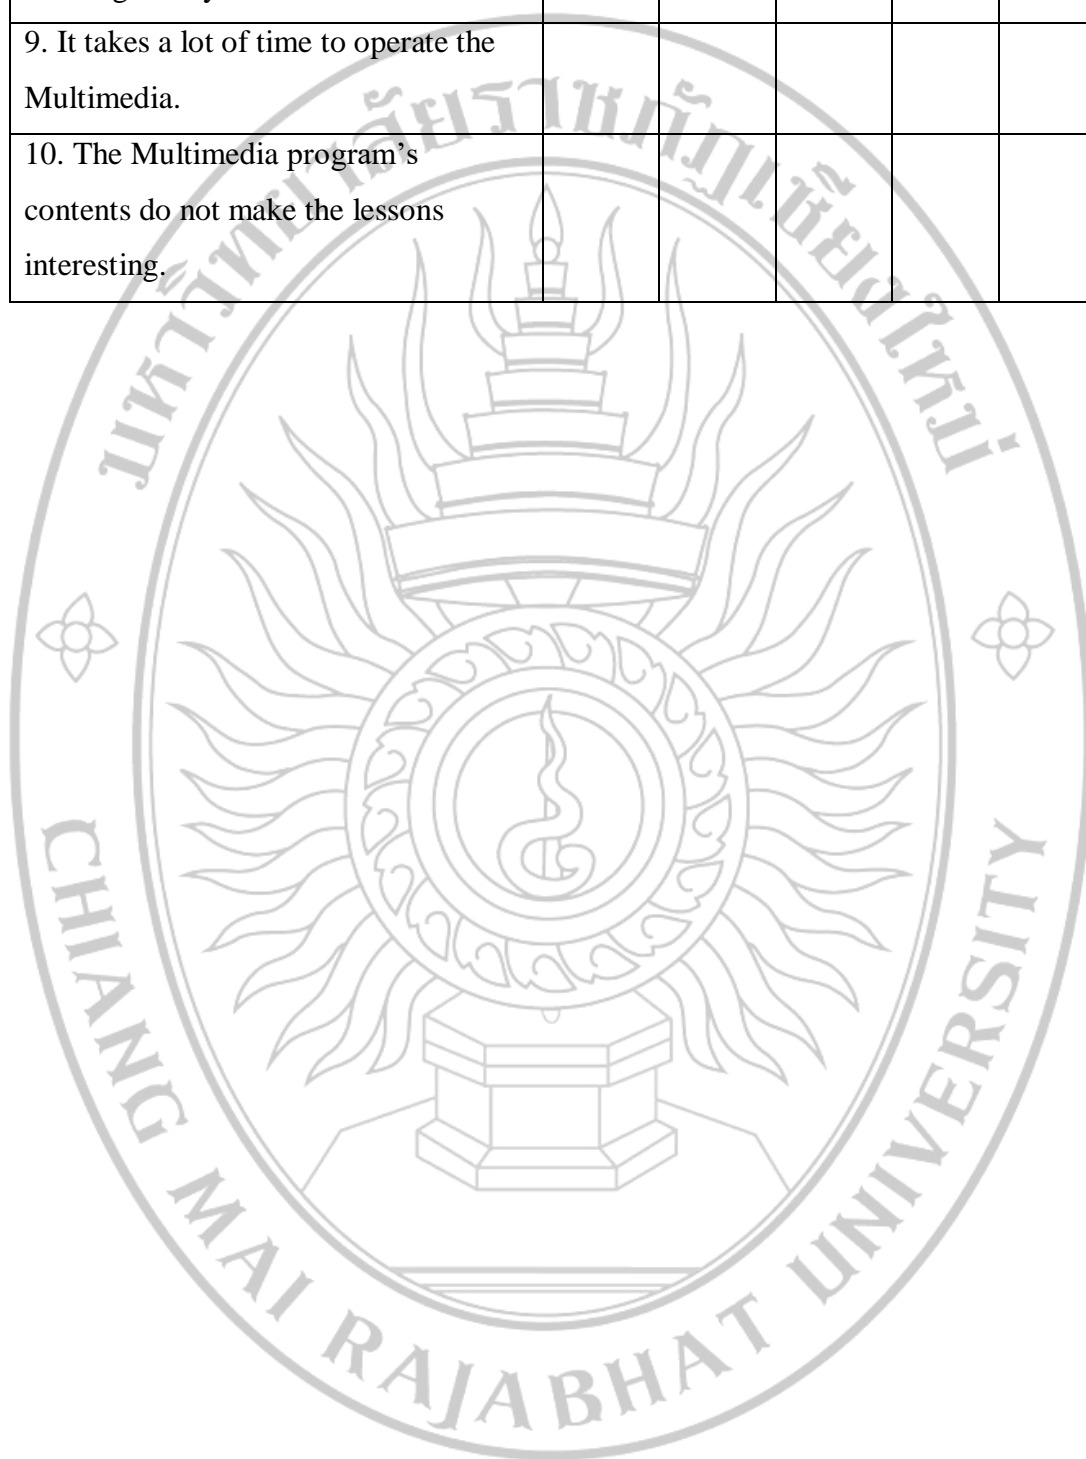 9. It takes a lot of time to operate the
Multimedia.
10. The Multimedia program’s
contents do not make the lessons
interesting.
มหาวิทยาลัยราชภัฏเชียงใหม่
CHIANG MAI RAJABHAT UNIVERSITY